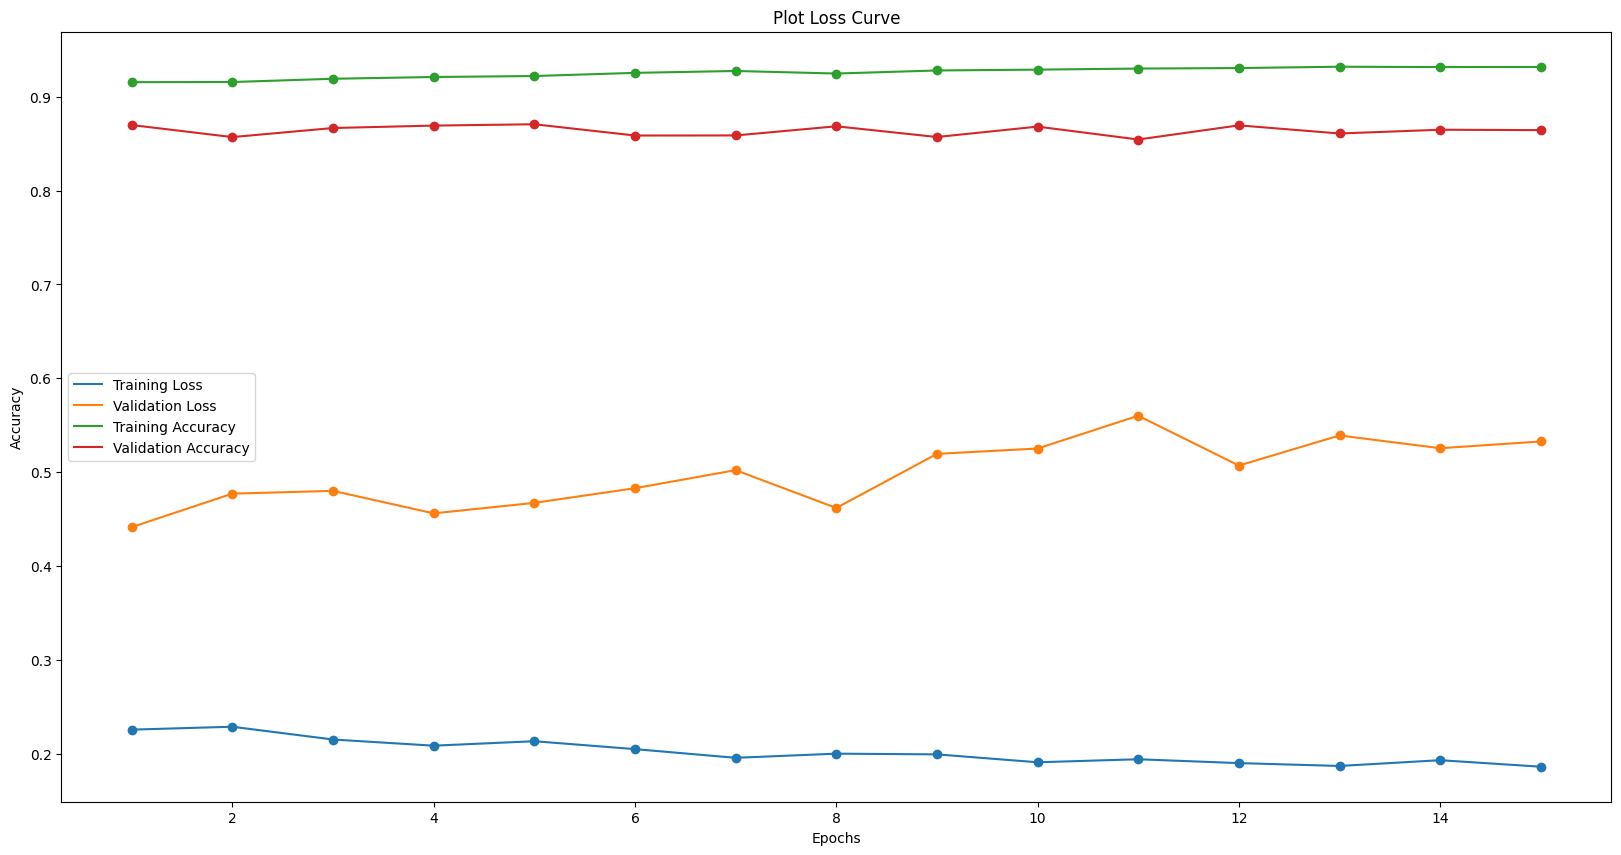 Plot Loss Curve
Accuracy
0.9
0.8
0.7
0.6
0.5
0.4
0.3
0.2
Training Loss
Validation Loss
Training Accuracy
Validation Accuracy
2 4 6 8 10 12 14
Epochs